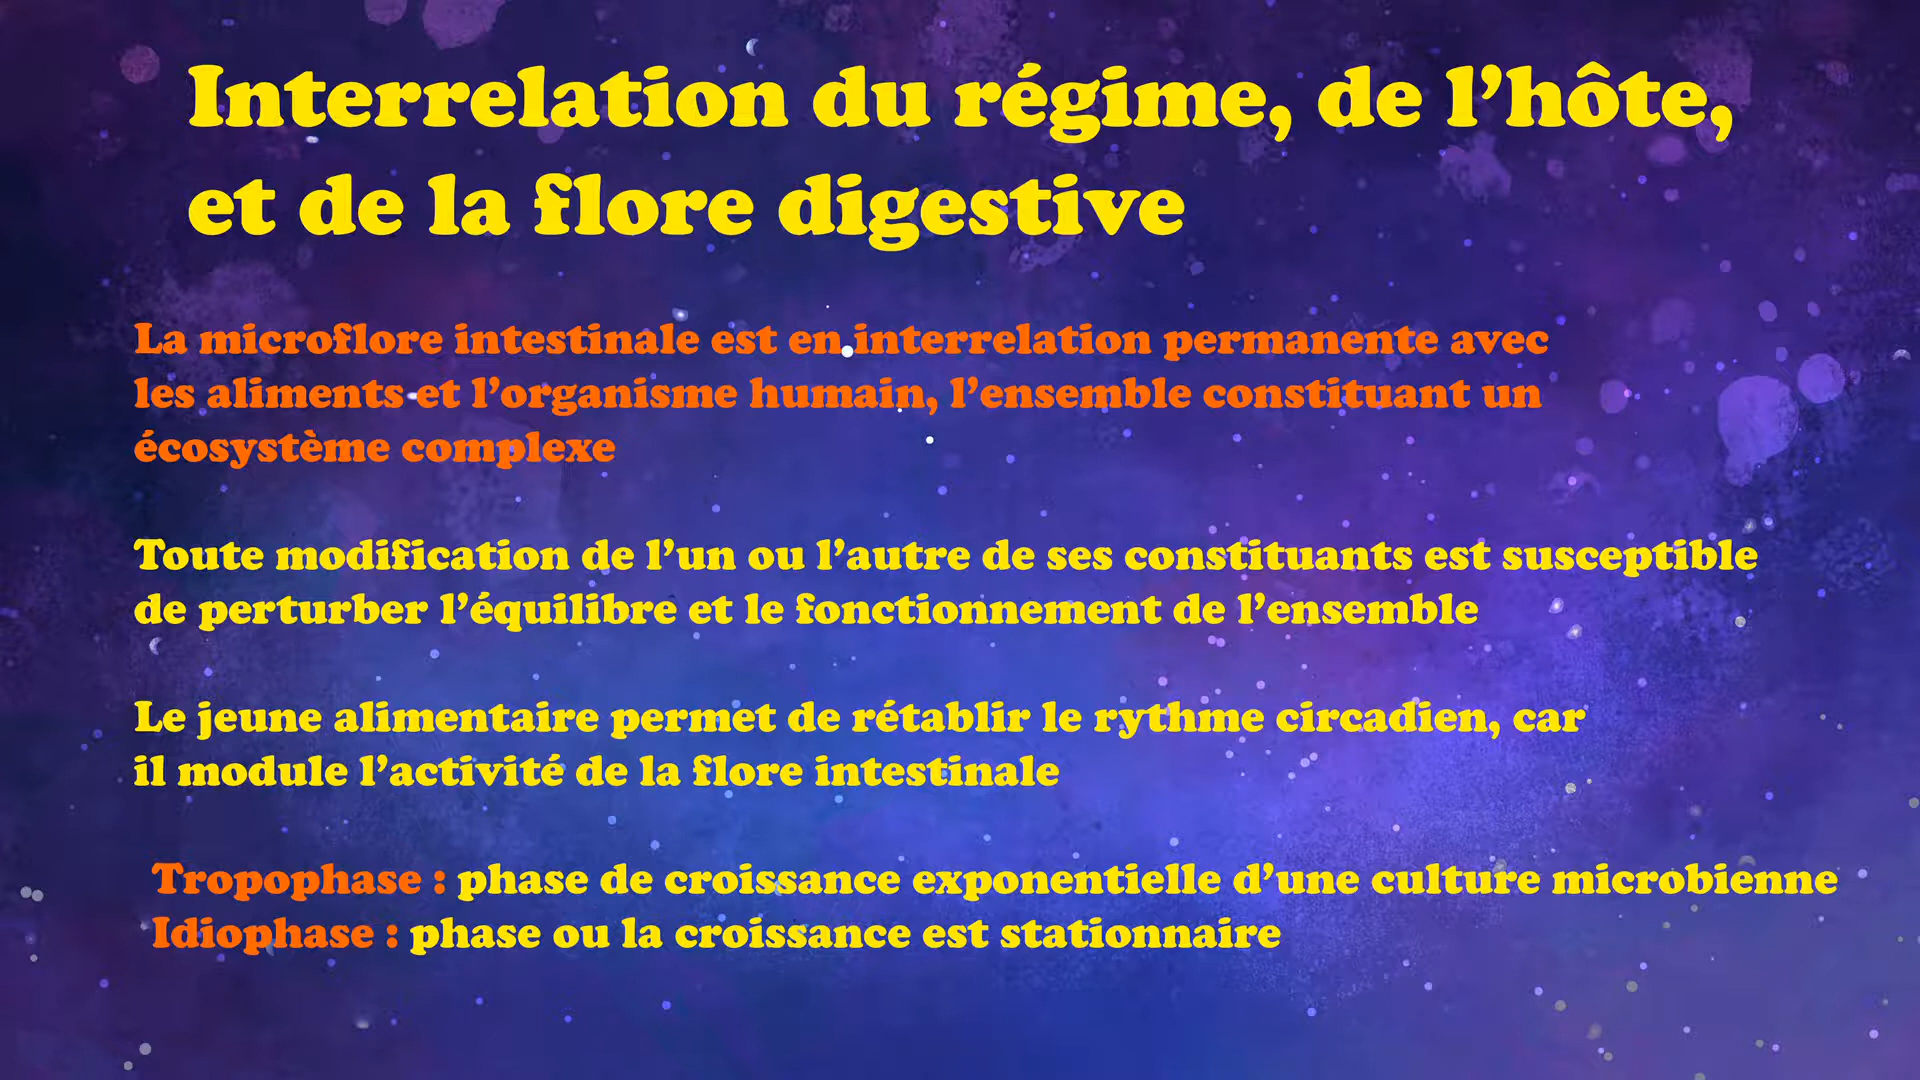 Interrelation du régime, de l’hôte,
et de la flore digestive
La microflore intestinale est en interrelation permanente avec
les aliments et l’organisme humain, l’ensemble constituant un
écosystème complexe
Toute modification de l’un ou l’autre de ses constituants est susceptible
de perturber l’équilibre et le fonctionnement de l’ensemble
Le jeune alimentaire permet de rétablir le rythme circadien, car
il module l’activité de la flore intestinale
Tropophase : phase de croissance exponentielle d’une culture microbienne
Idiophase : phase ou la croissance est stationnaire